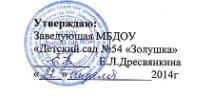 Утверждаю:
Заведующая МБДОУ
«Детский сад №54 «Золушка»
Е.Л.Дресвянкина
2014г